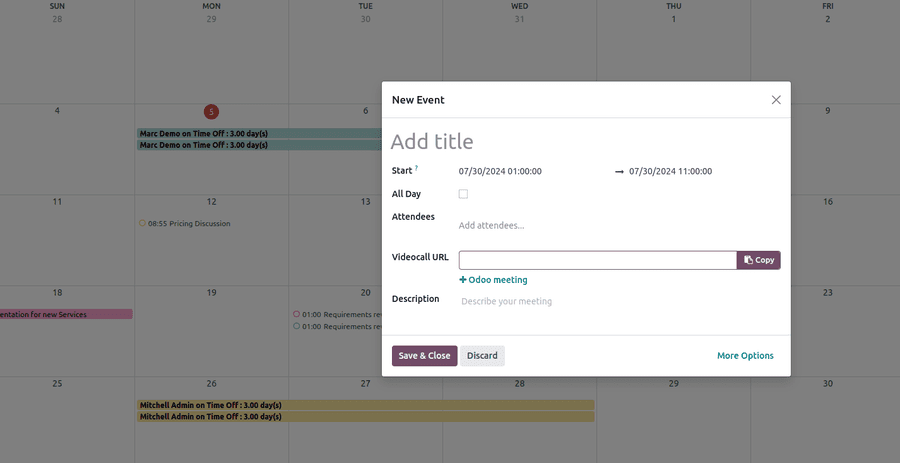 SUN MON TUE WED THU FRI
28 29 30 31 1 2
4 5 6 9
Marc Demo on Time Off : 3.00 day(s)
Marc Demo on Time Off : 3.00 day(s)
11 12 13 16
08:55 Pricing Discussion
18 19 20 23
entation for new Services
01:00 Requirements rev
01:00 Requirements rev
25 26 27 28 29 30
Mitchell Admin on Time Off : 3.00 day(s)
Mitchell Admin on Time Off : 3.00 day(s)
New Event
Add title
Start ? 07/30/2024 01:00:00 → 07/30/2024 11:00:00
All Day
Attendees
Add attendees...
Videocall URL Copy
+ Odoo meeting
Description Describe your meeting
Save & Close Discard More Options